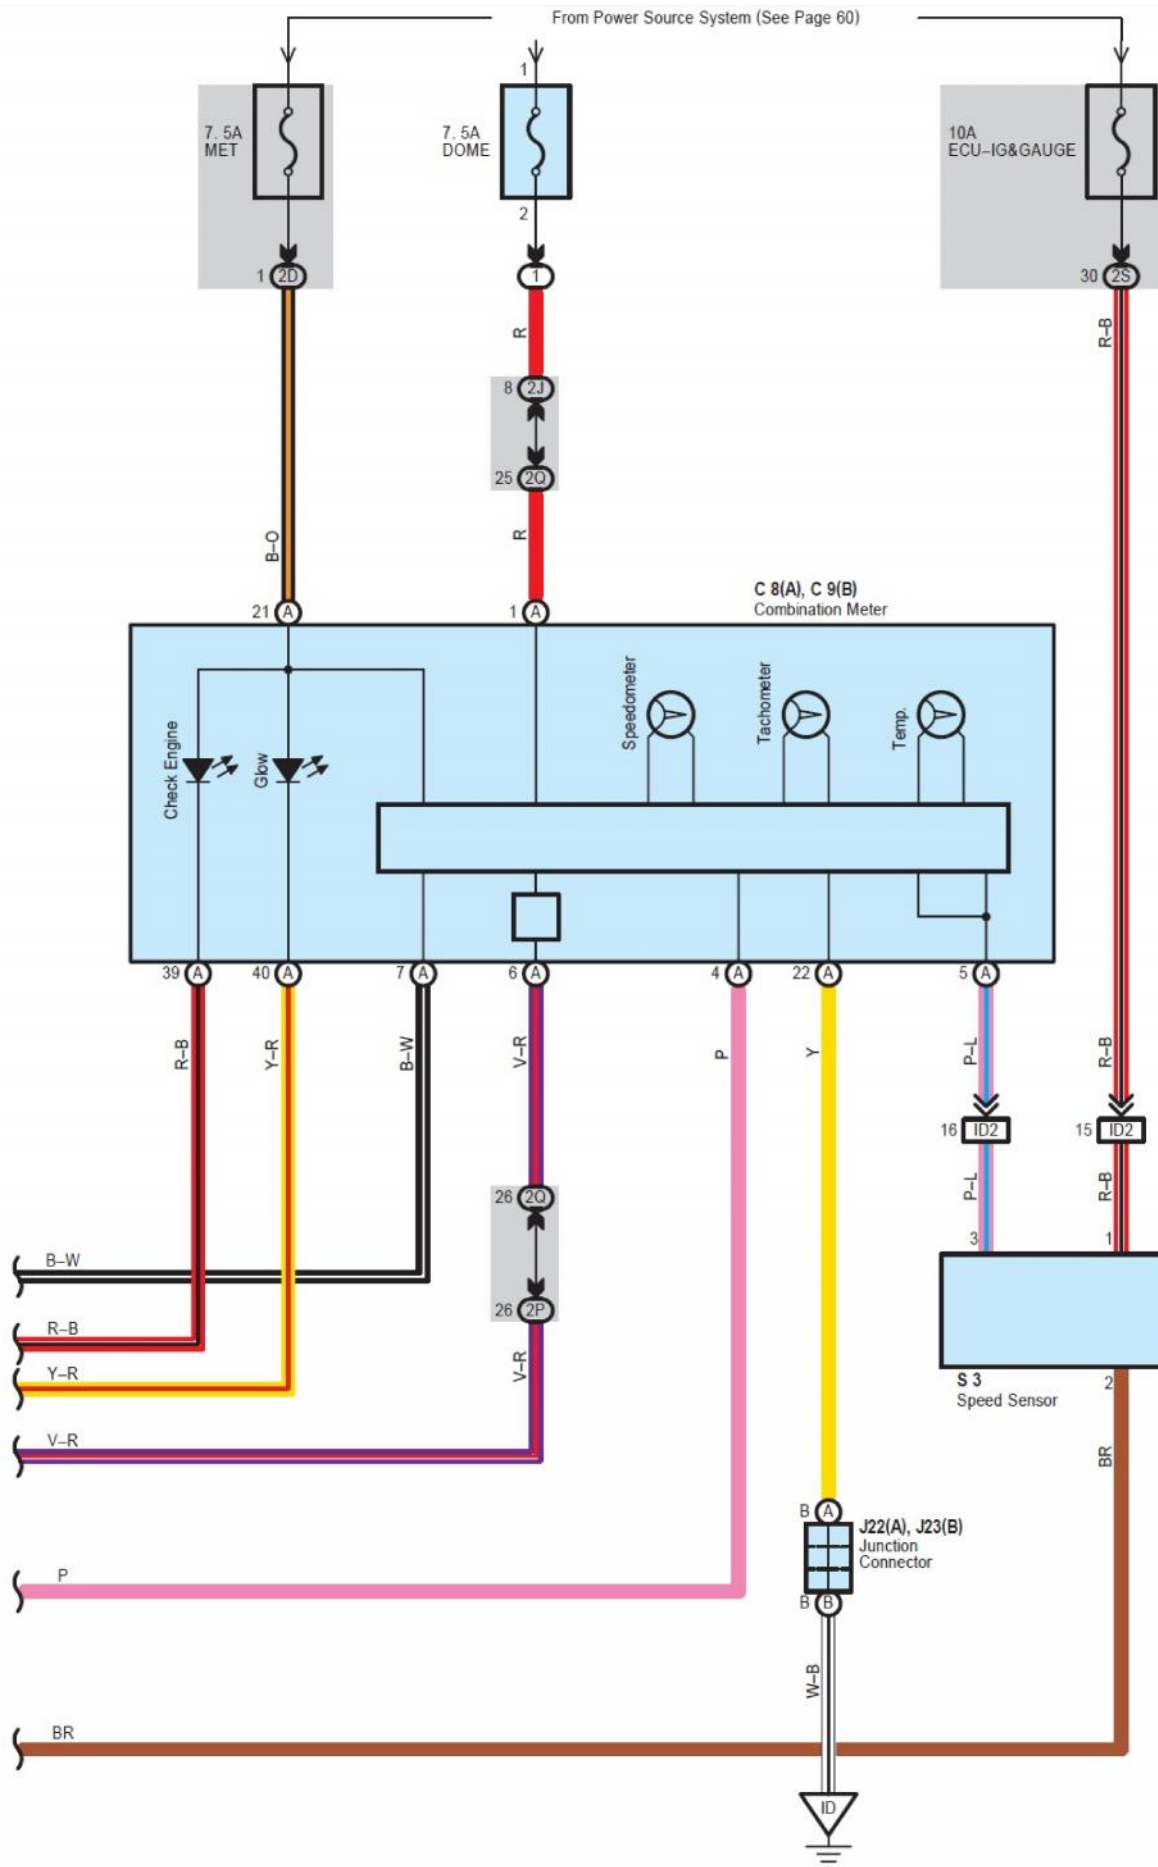 From Power Source System (See Page 60)
1
7. 5A
MET
7. 5A
DOME
10A
ECU–IG&GAUGE
2
1 2D
1
30 2S
R
R–B
8 2J
25 2Q
B–O
R
C 8(A), C 9(B)
Combination Meter
21 A
1 A
Check Engine
Glow
Speedometer
Tachometer
Temp.
39 A
40 A
7 A
6 A
4 A
22 A
5 A
R–B
Y–R
B–W
V–R
P
Y
P–L
R–B
16 ID2
15 ID2
P–L
R–B
26 2Q
3
1
B–W
26 2P
R–B
Y–R
V–R
S 3
Speed Sensor
2
V–R
BR
B A
J22(A), J23(B)
Junction
Connector
P
B B
W–B
BR
ID